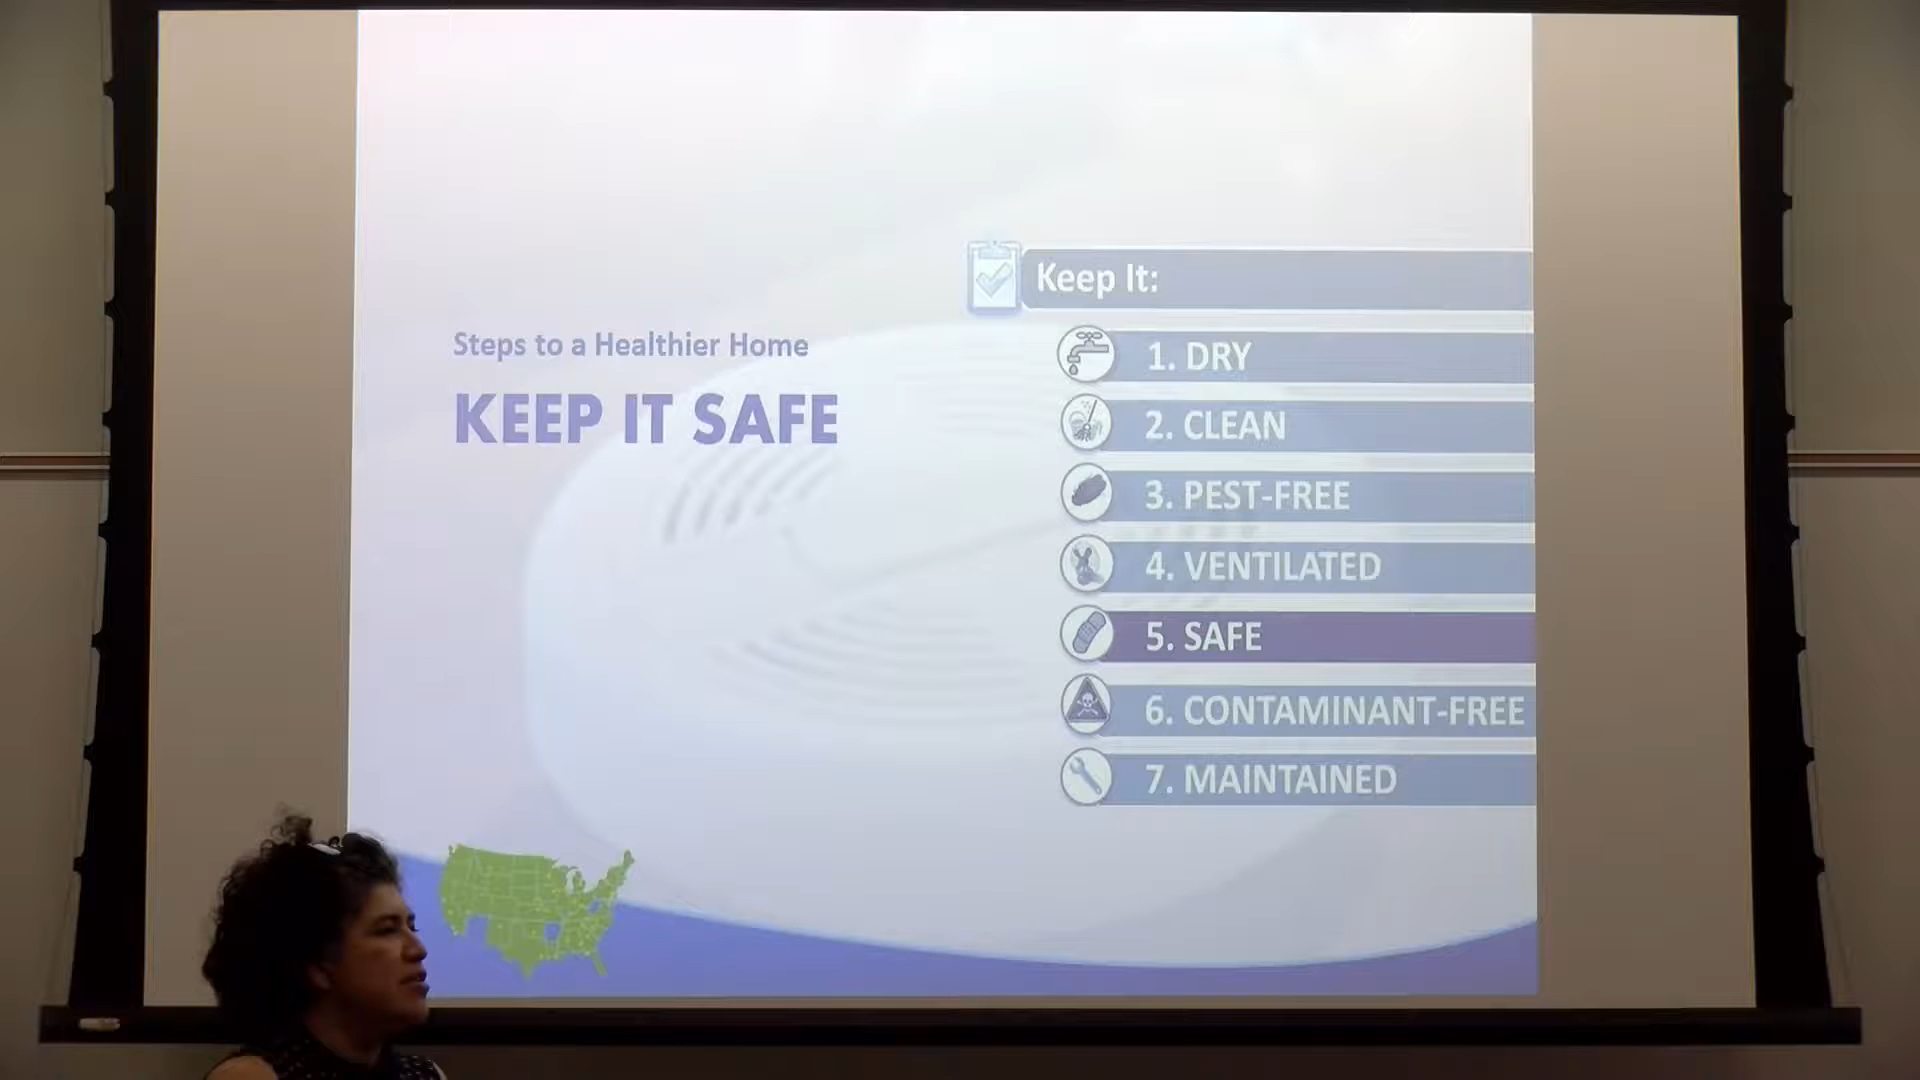 Steps to a Healthier Home
KEEP IT SAFE
Keep It:
1. DRY
2. CLEAN
3. PEST-FREE
4. VENTILATED
5. SAFE
6. CONTAMINANT-FREE
7. MAINTAINED